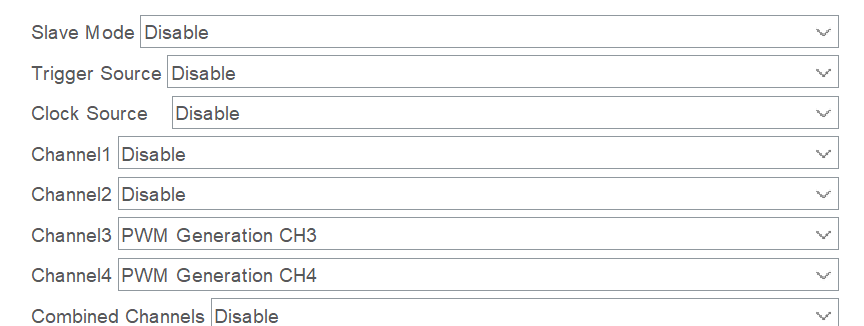 Slave Mode Disable
Trigger Source Disable
Clock Source Disable
Channel1 Disable
Channel2 Disable
Channel3 PWM Generation CH3
Channel4 PWM Generation CH4
Combined Channels Disable